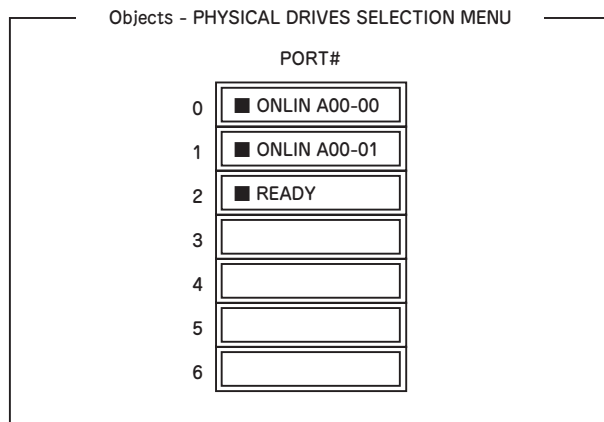 Objects - PHYSICAL DRIVES SELECTION MENU
PORT#
0 ■ ONLIN A00-00
1 ■ ONLIN A00-01
2 ■ READY
3
4
5
6